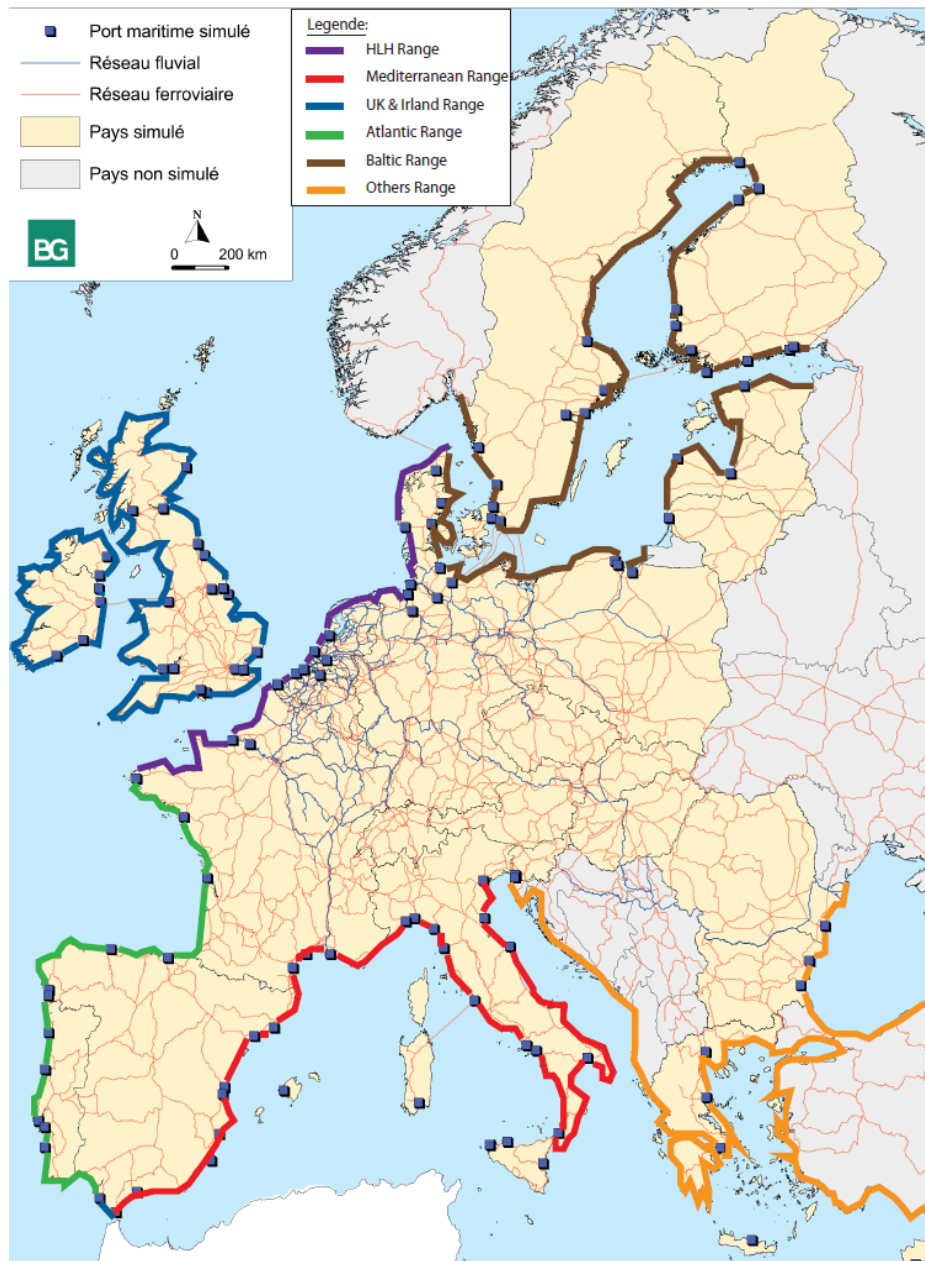 Port maritime simulé
Réseau fluvial
Réseau ferroviaire
Pays simulé
Pays non simulé
BG
N
0 200 km
Legende:
HLH Range
Mediterranean Range
UK & Irland Range
Atlantic Range
Baltic Range
Others Range